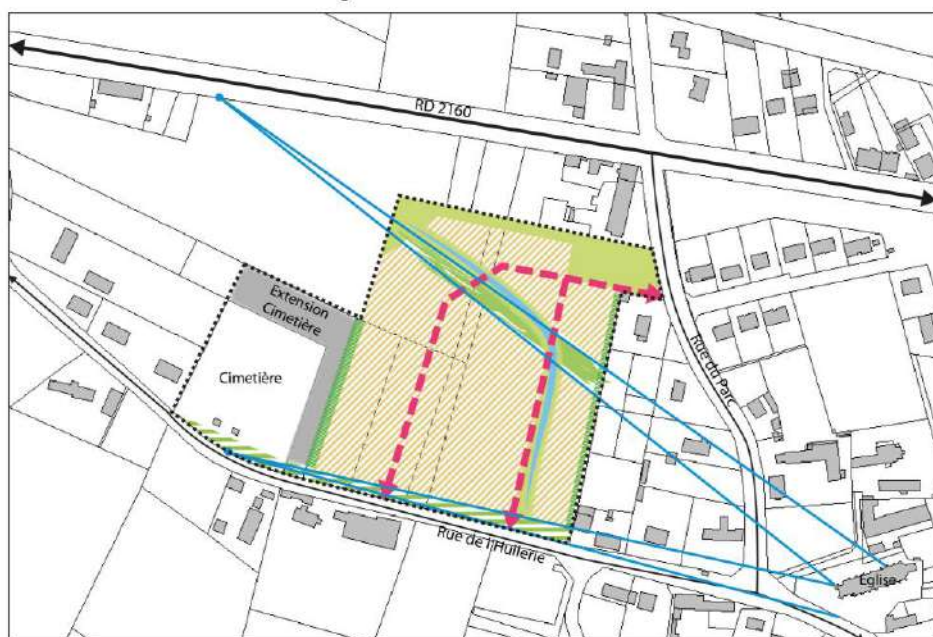 RD 2160
Extension
Cimetière
Cimetière
Rue du Parc
Rue de l'Huilerie
Eglise